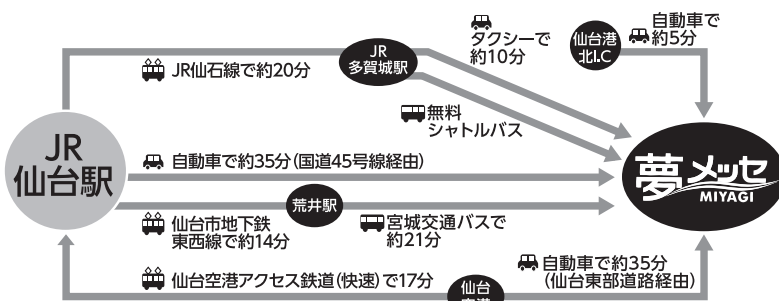 タクシーで
約10分
仙台港
北I.C
自動車で
約5分
JR
多賀城駅
JR仙石線で約20分
無料
シャトルバス
JR
仙台駅
自動車で約35分(国道45号線経由)
夢メッセ
MIYAGI
荒井駅
仙台市地下鉄
東西線で約14分
宮城交通バスで
約21分
仙台空港アクセス鉄道(快速)で17分
仙台
自動車で約35分
(仙台東部道路経由)